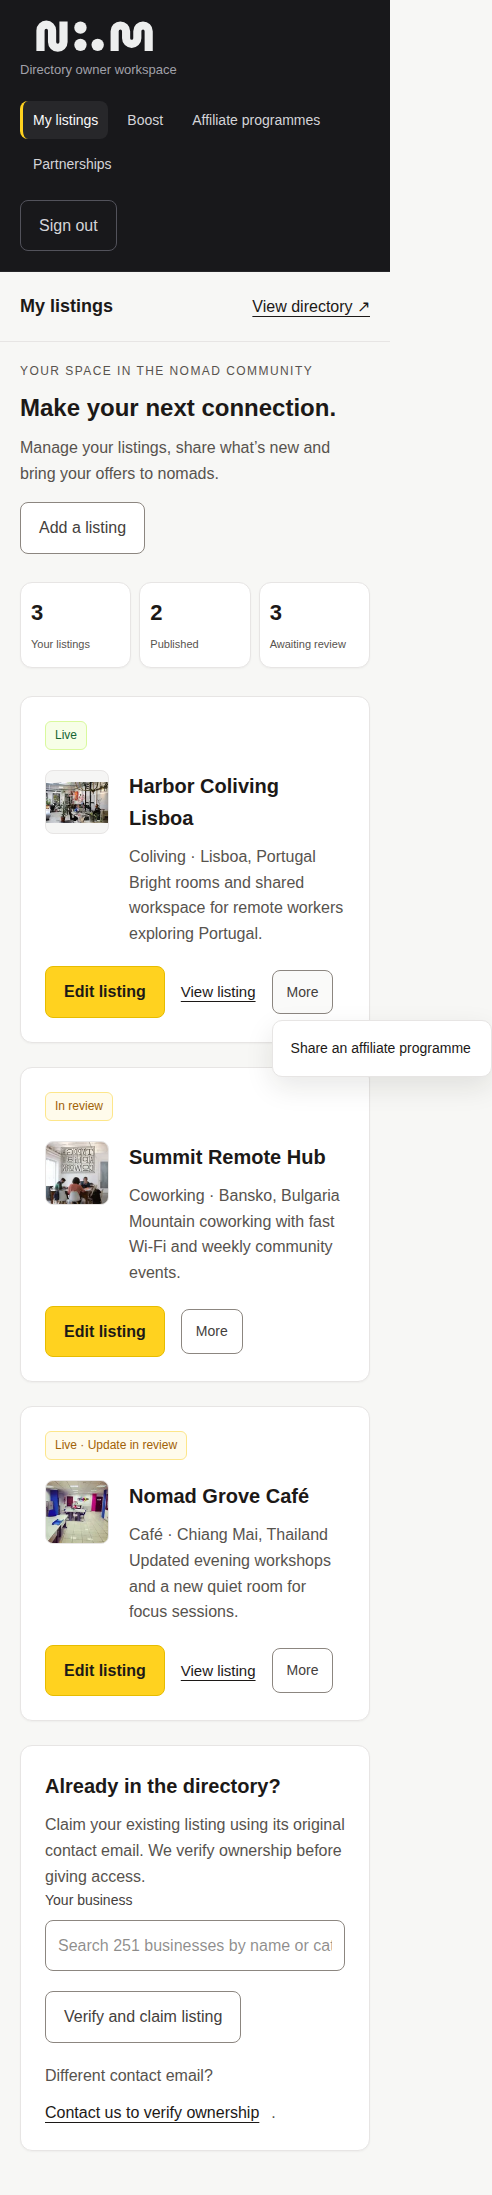 N:.M
Directory owner workspace
My listings
Boost
Affiliate programmes
Partnerships
Sign out
My listings
View directory ↗
YOUR SPACE IN THE NOMAD COMMUNITY
Make your next connection.
Manage your listings, share what’s new and
bring your offers to nomads.
Add a listing
3
Your listings
2
Published
3
Awaiting review
Live
Harbor Coliving
Lisboa
Coliving · Lisboa, Portugal
Bright rooms and shared
workspace for remote workers
exploring Portugal.
Edit listing
View listing
More
Share an affiliate programme
In review
Summit Remote Hub
Coworking · Bansko, Bulgaria
Mountain coworking with fast
Wi-Fi and weekly community
events.
Edit listing
More
Live · Update in review
Nomad Grove Café
Café · Chiang Mai, Thailand
Updated evening workshops
and a new quiet room for
focus sessions.
Edit listing
View listing
More
Already in the directory?
Claim your existing listing using its original
contact email. We verify ownership before
giving access.
Your business
Search 251 businesses by name or cat
Verify and claim listing
Different contact email?
Contact us to verify ownership .